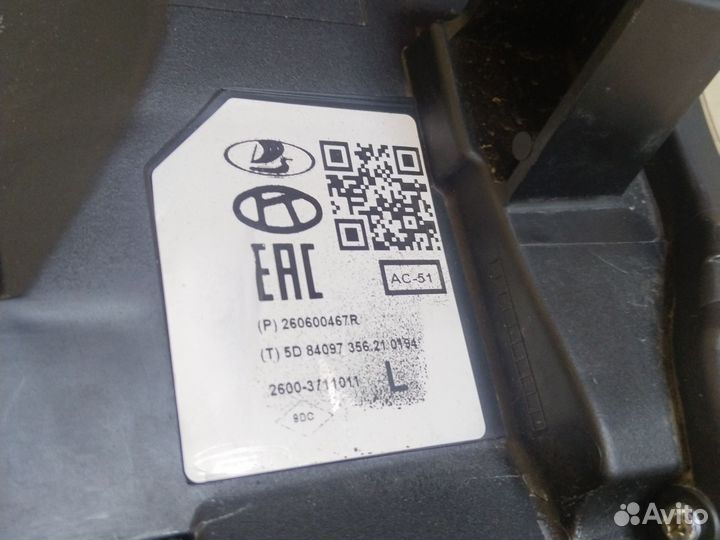 EAC
AC-51
(P) 260600467R
(T) 5D 84097 356.21.0194
2600-3711011
L
Avito